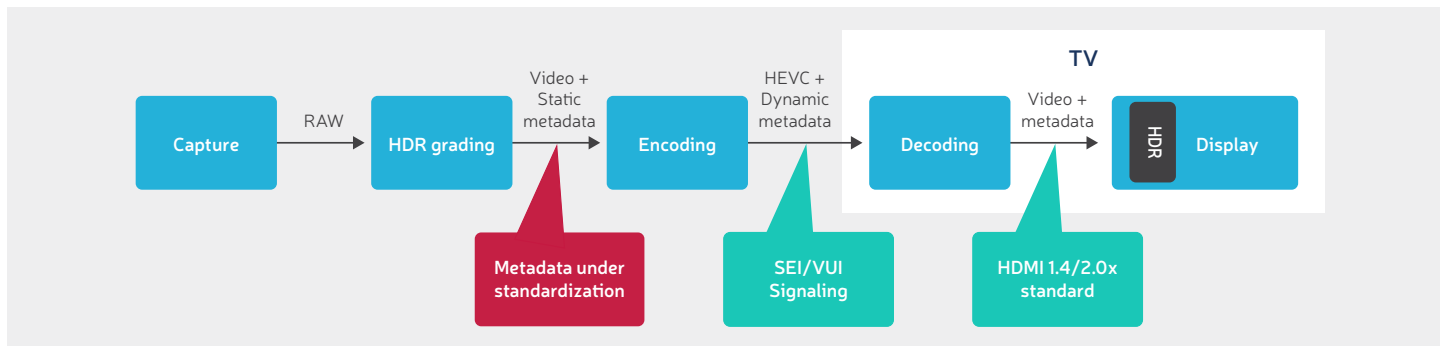 TV
Capture
RAW
HDR grading
Video +
Static
metadata
Encoding
HEVC +
Dynamic
metadata
Decoding
Video +
metadata
HDR
Display
Metadata under
standardization
SEI/VUI
Signaling
HDMI 1.4/2.0x
standard